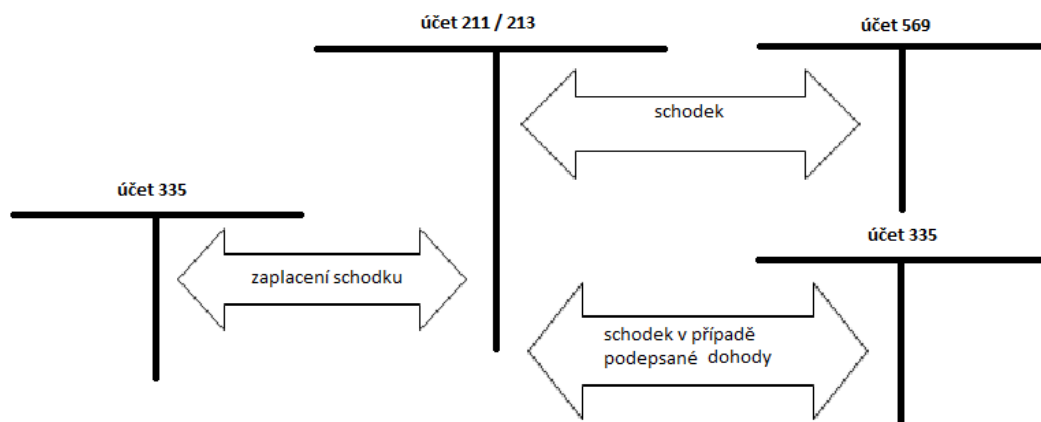 účet 211 / 213
účet 569
schodek
účet 335
účet 335
zaplacení schodku
schodek v případě
podepsané dohody